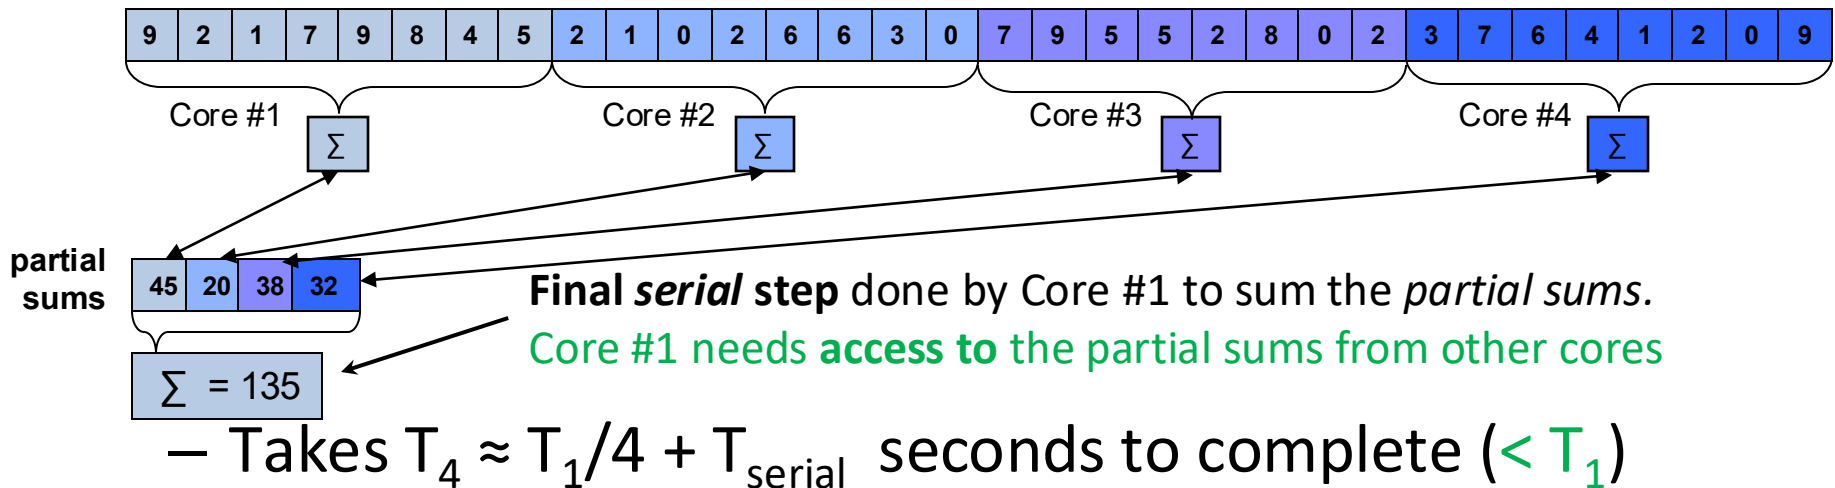 9 2 1 7 9 8 4 5 2 1 0 2 6 6 3 0 7 9 5 5 2 8 0 2 3 7 6 4 1 2 0 9
Core #1 Core #2 Core #3 Core #4
∑ ∑ ∑ ∑
partial
sums
45 20 38 32
Final serial step done by Core #1 to sum the partial sums.
Core #1 needs access to the partial sums from other cores
∑ = 135
– Takes T₄ ≈ T₁/4 + T_serial seconds to complete (< T₁)